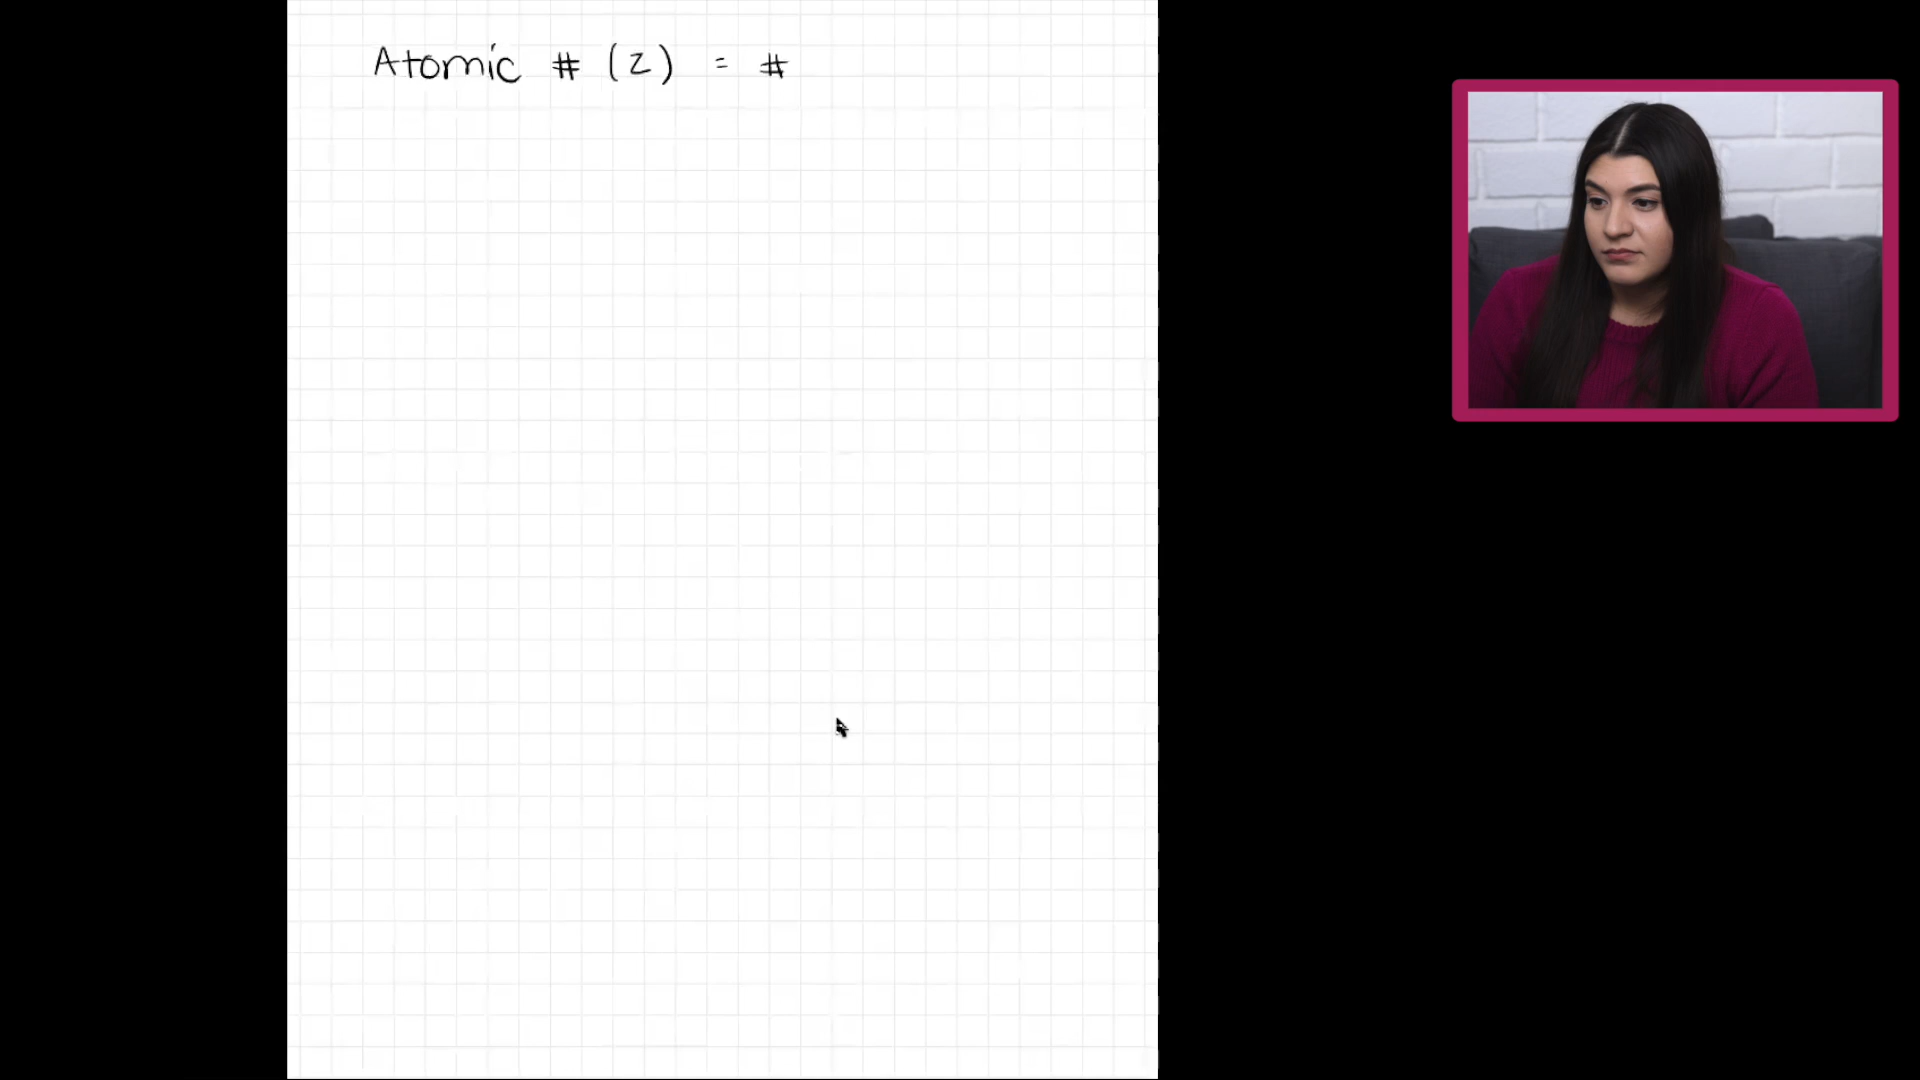 Atomic # (Z) = #